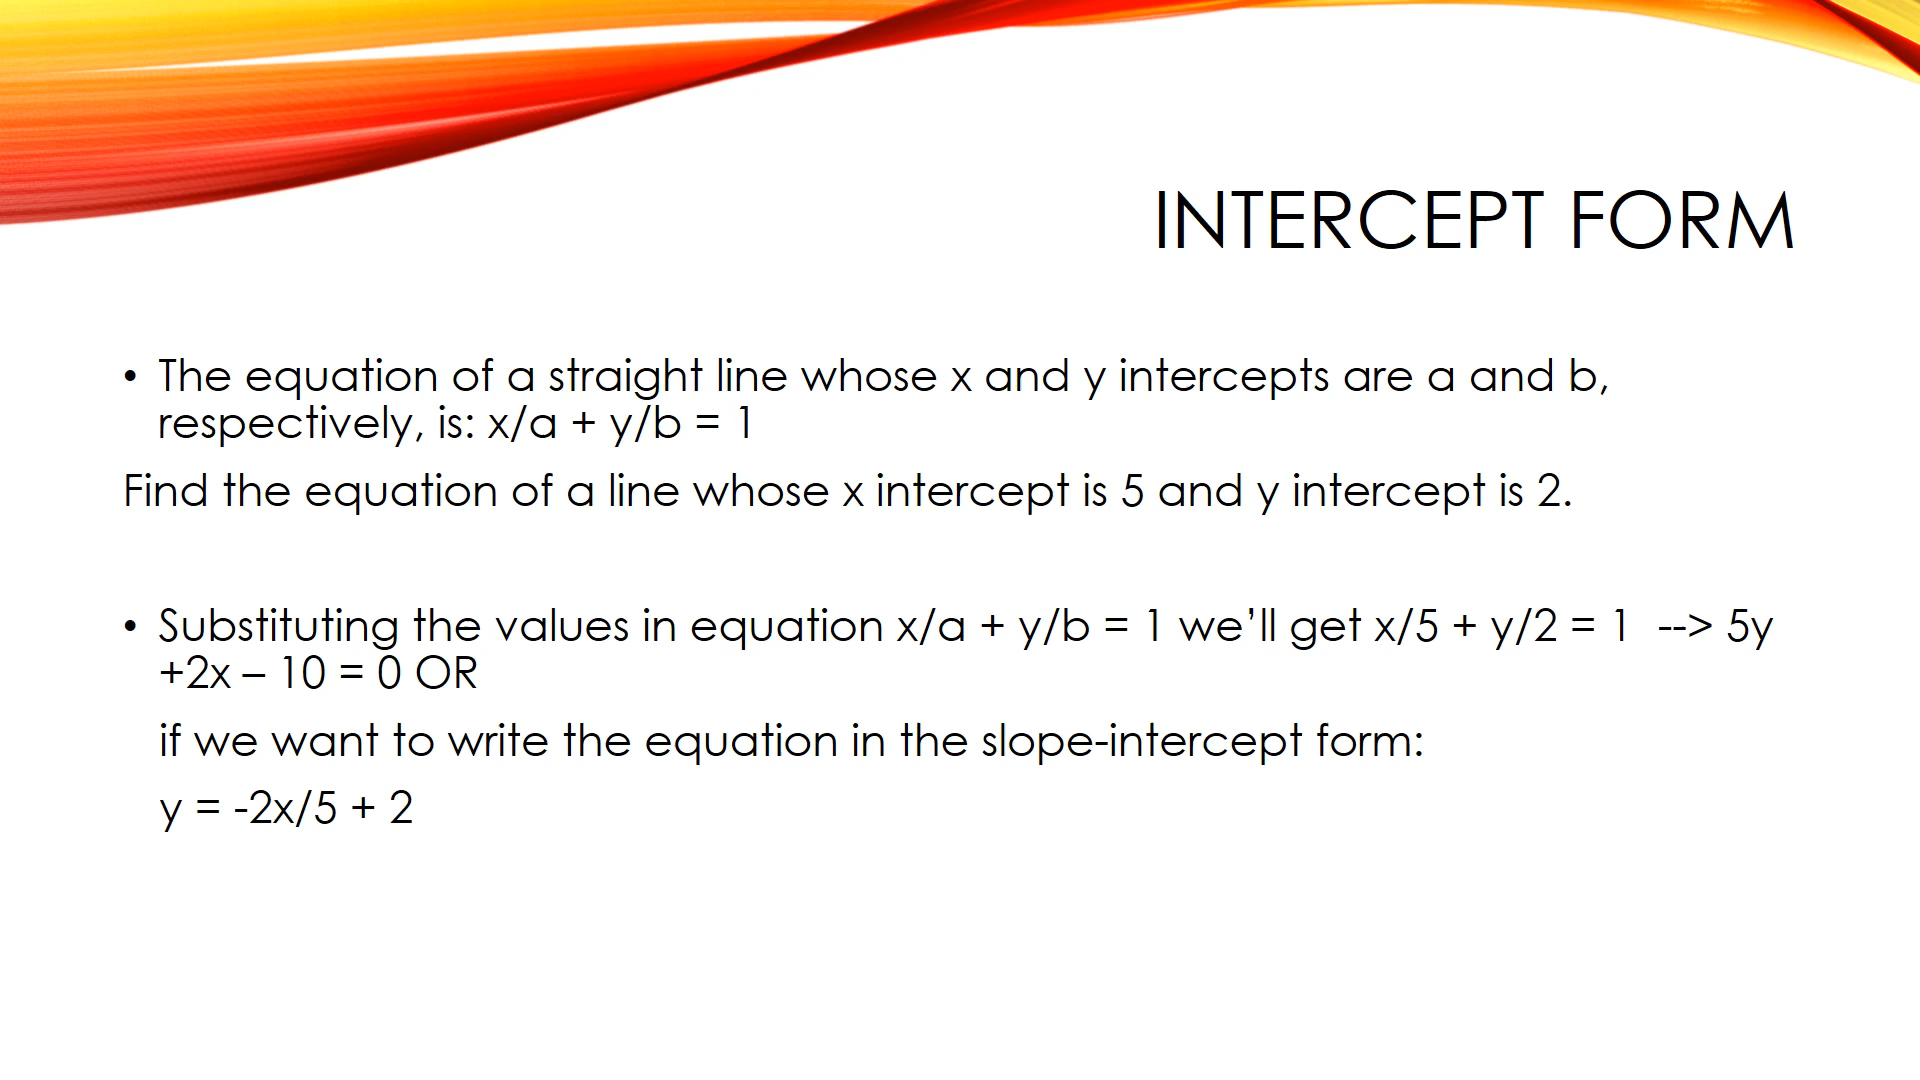 INTERCEPT FORM
• The equation of a straight line whose x and y intercepts are a and b,
respectively, is: x/a + y/b = 1
Find the equation of a line whose x intercept is 5 and y intercept is 2.
• Substituting the values in equation x/a + y/b = 1 we’ll get x/5 + y/2 = 1  --> 5y
+2x – 10 = 0 OR
if we want to write the equation in the slope-intercept form:
y = -2x/5 + 2